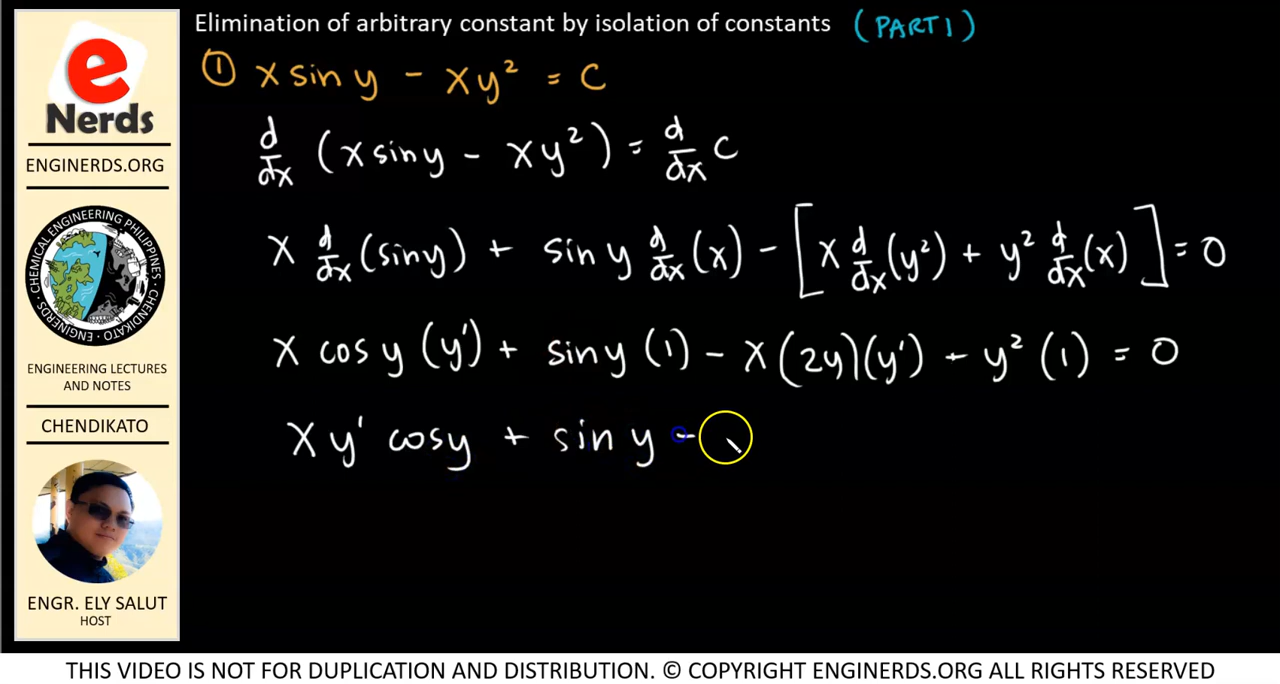 Elimination of arbitrary constant by isolation of constants (PART 1)
① x sin y - xy² = C
d/dx (x sin y - xy²) = d/dx C
x d/dx (sin y) + sin y d/dx (x) - [x d/dx (y²) + y² d/dx (x)] = 0
x cos y (y') + sin y (1) - x (2y)(y') - y² (1) = 0
xy' cos y + sin y -
e
Nerds
ENGINERDS.ORG
CHEMICAL ENGINEERING PHILIPPINES · CHENDIKATO · ENGINERDS ·
ENGINEERING LECTURES
AND NOTES
CHENDIKATO
ENGR. ELY SALUT
HOST
THIS VIDEO IS NOT FOR DUPLICATION AND DISTRIBUTION. © COPYRIGHT ENGINERDS.ORG ALL RIGHTS RESERVED